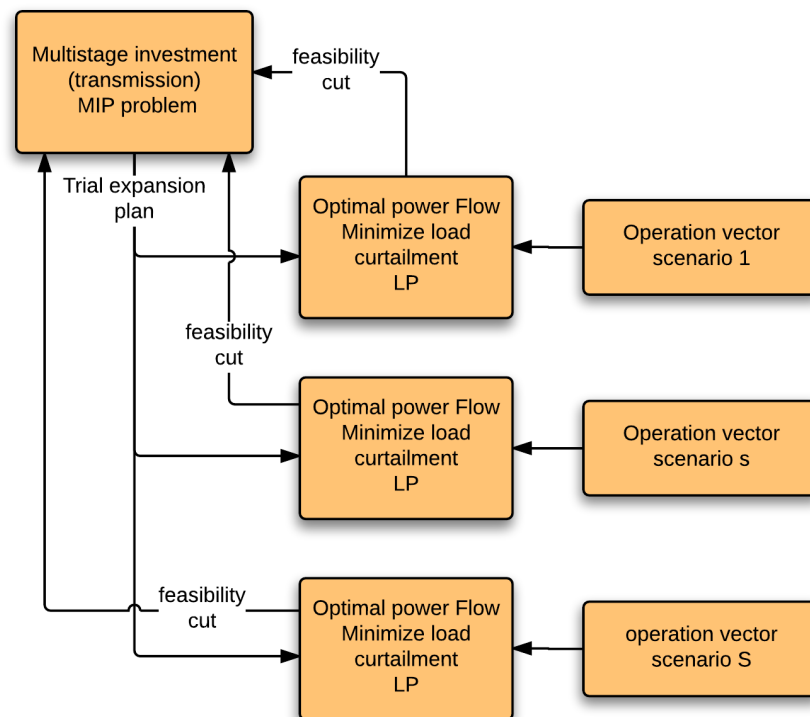 Multistage investment
(transmission)
MIP problem
feasibility
cut
Trial expansion
plan
Optimal power Flow
Minimize load
curtailment
LP
Operation vector
scenario 1
feasibility
cut
Optimal power Flow
Minimize load
curtailment
LP
Operation vector
scenario s
feasibility
cut
Optimal power Flow
Minimize load
curtailment
LP
operation vector
scenario S